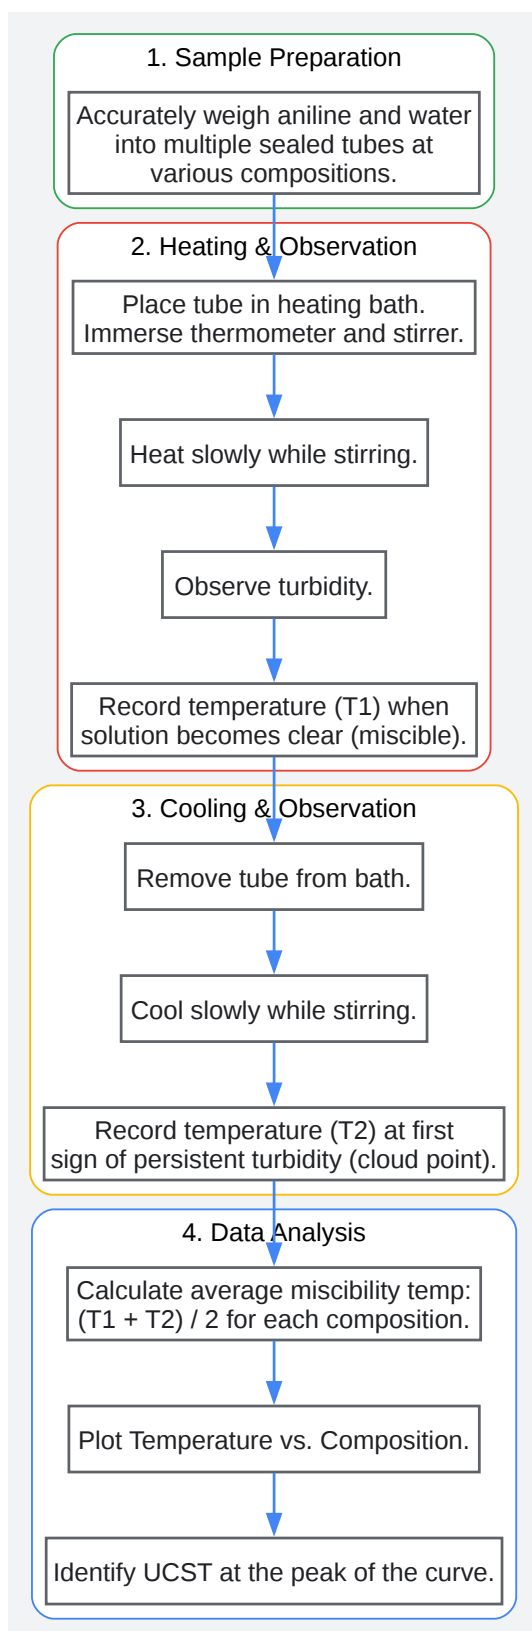 1. Sample Preparation
Accurately weigh aniline and water
into multiple sealed tubes at
various compositions.
2. Heating & Observation
Place tube in heating bath.
Immerse thermometer and stirrer.
Heat slowly while stirring.
Observe turbidity.
Record temperature (T1) when
solution becomes clear (miscible).
3. Cooling & Observation
Remove tube from bath.
Cool slowly while stirring.
Record temperature (T2) at first
sign of persistent turbidity (cloud point).
4. Data Analysis
Calculate average miscibility temp:
(T1 + T2) / 2 for each composition.
Plot Temperature vs. Composition.
Identify UCST at the peak of the curve.